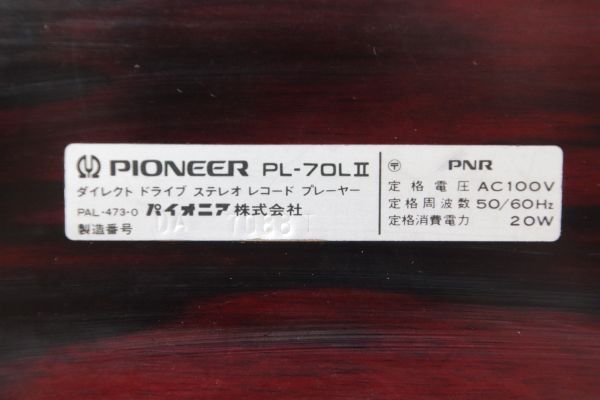 PIONEER PL-70LII
ダイレクト ドライブ ステレオ レコード プレーヤー
PAL-473-0 パイオニア株式会社
製造番号
〒 PNR
定格電圧 AC100V
定格周波数 50/60Hz
定格消費電力 20W